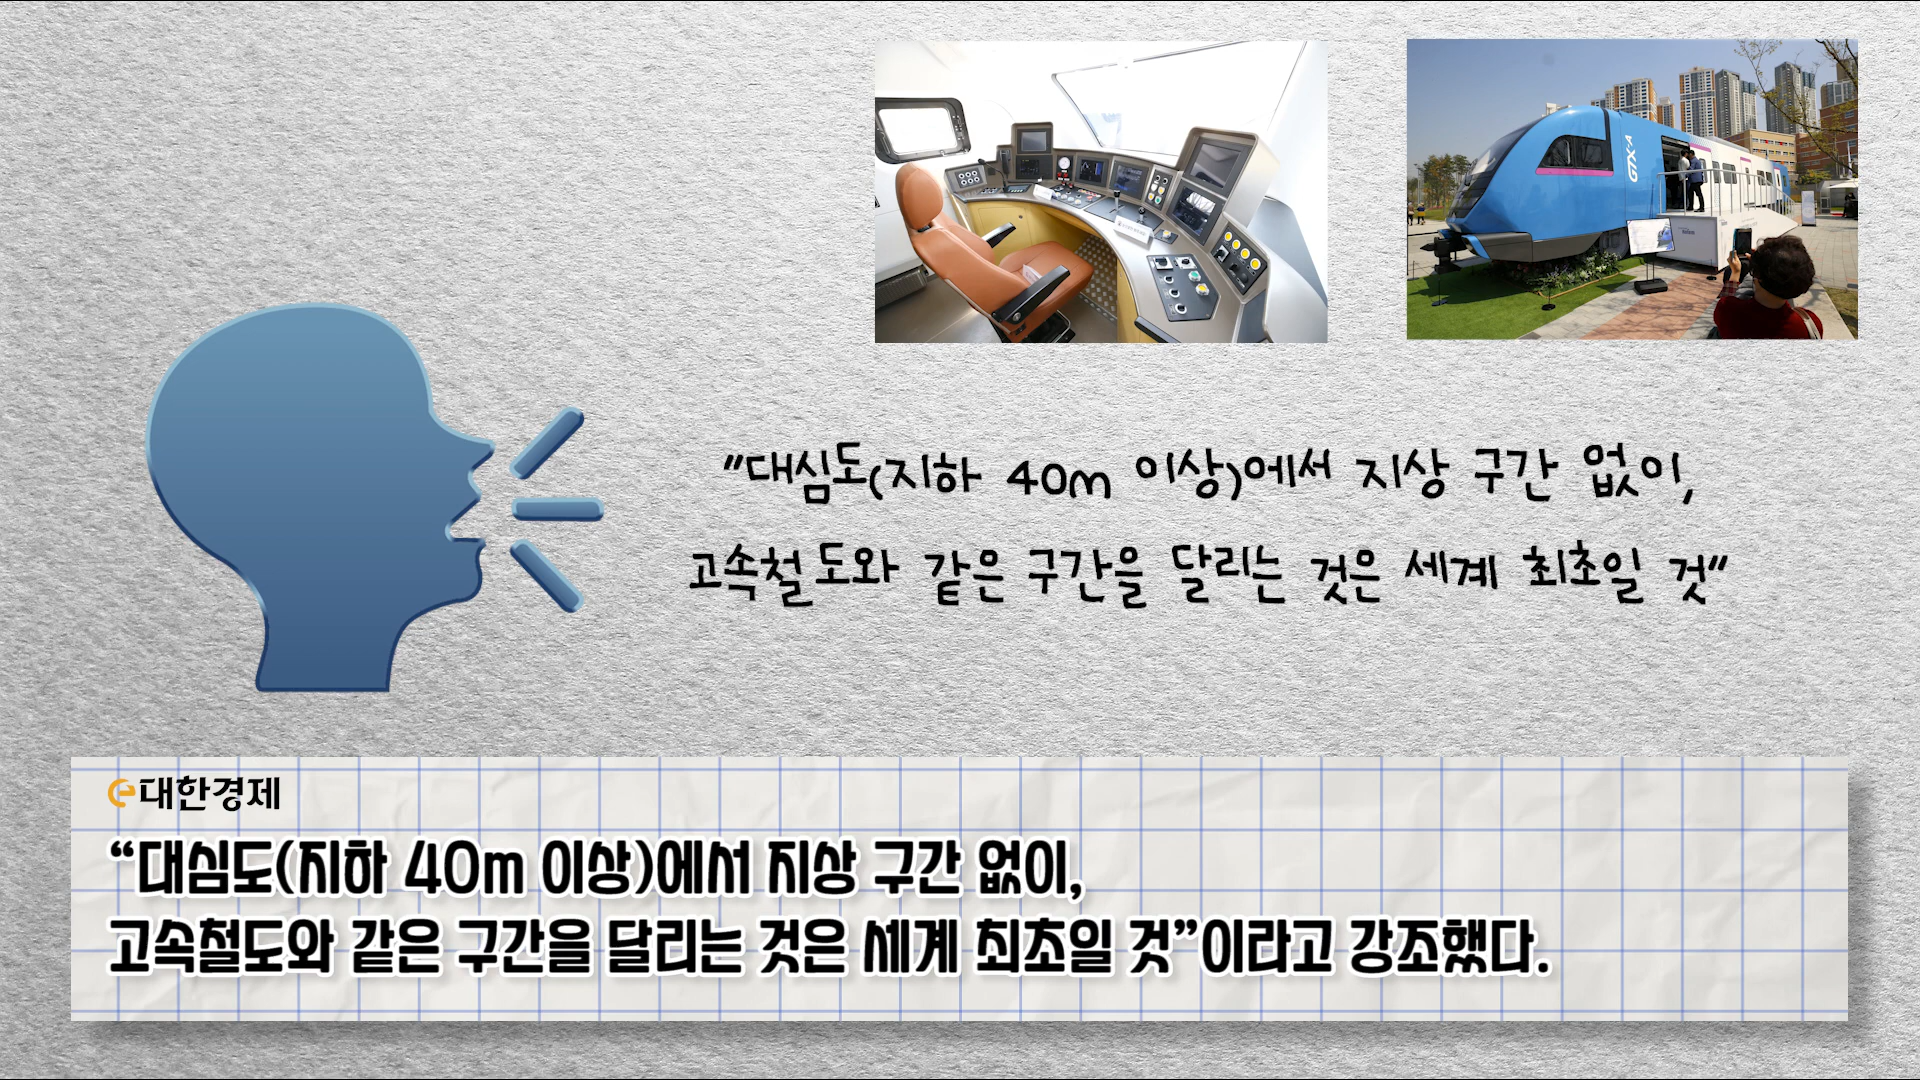 GTX-A
"대심도(지하 40m 이상)에서 지상 구간 없이,
고속철도와 같은 구간을 달리는 것은 세계 최초일 것"
e대한경제
“대심도(지하 40m 이상)에서 지상 구간 없이,
고속철도와 같은 구간을 달리는 것은 세계 최초일 것”이라고 강조했다.